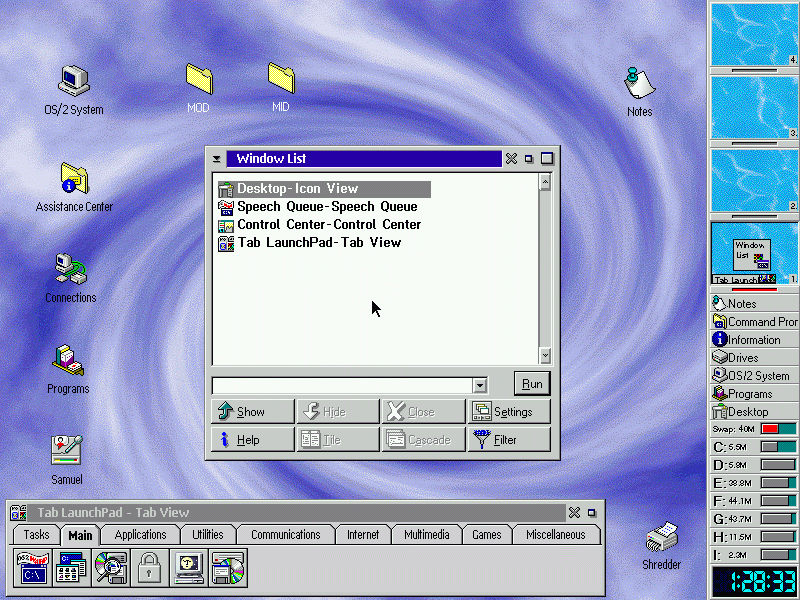 OS/2 System
MOD
MID
Notes
Assistance Center
Connections
Programs
Samuel
Shredder
Window List
Desktop-Icon View
Speech Queue-Speech Queue
Control Center-Control Center
Tab LaunchPad-Tab View
Run
Show
Hide
Close
Settings
Help
Tile
Cascade
Filter
Tab LaunchPad - Tab View
Tasks
Main
Applications
Utilities
Communications
Internet
Multimedia
Games
Miscellaneous
C:\
4.
3.
2.
Window
List
Tab Launch
1.
Notes
Command Pror
Information
Drives
OS/2 System
Programs
Desktop
Swap: 40M
C: 5.5M
D: 5.8M
E: 38.8M
F: 44.1M
G: 43.7M
H: 11.5M
I: 2.3M
1:28:33